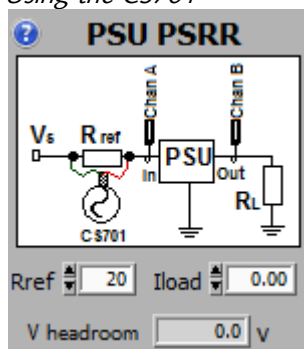 Using the CS701
? PSU PSRR
Chan A
Chan B
Vs
R ref
PSU
In
Out
RL
CS701
Rref 20 Iload 0.00
V headroom 0.0 V